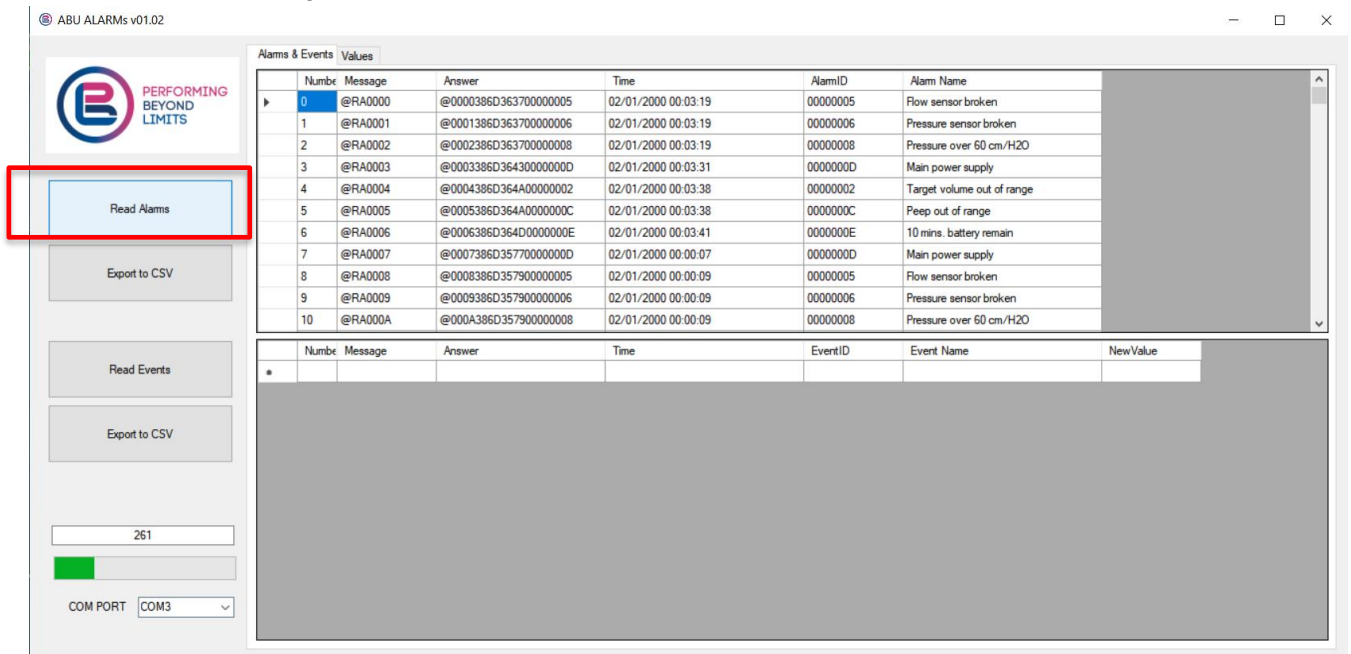 ABU ALARMs v01.02
PERFORMING
BEYOND
LIMITS
Read Alarms
Export to CSV
Read Events
Export to CSV
261
COM PORT COM3
Alarms & Events Values
Numbe Message Answer Time AlarmID Alarm Name
0 @RA0000 @0000386D363700000005 02/01/2000 00:03:19 00000005 Flow sensor broken
1 @RA0001 @0001386D363700000006 02/01/2000 00:03:19 00000006 Pressure sensor broken
2 @RA0002 @0002386D363700000008 02/01/2000 00:03:19 00000008 Pressure over 60 cm/H2O
3 @RA0003 @0003386D36430000000D 02/01/2000 00:03:31 0000000D Main power supply
4 @RA0004 @0004386D364A00000002 02/01/2000 00:03:38 00000002 Target volume out of range
5 @RA0005 @0005386D364A0000000C 02/01/2000 00:03:38 0000000C Peep out of range
6 @RA0006 @0006386D364D0000000E 02/01/2000 00:03:41 0000000E 10 mins. battery remain
7 @RA0007 @0007386D35770000000D 02/01/2000 00:00:07 0000000D Main power supply
8 @RA0008 @0008386D357900000005 02/01/2000 00:00:09 00000005 Flow sensor broken
9 @RA0009 @0009386D357900000006 02/01/2000 00:00:09 00000006 Pressure sensor broken
10 @RA000A @000A386D357900000008 02/01/2000 00:00:09 00000008 Pressure over 60 cm/H2O
Numbe Message Answer Time EventID Event Name NewValue